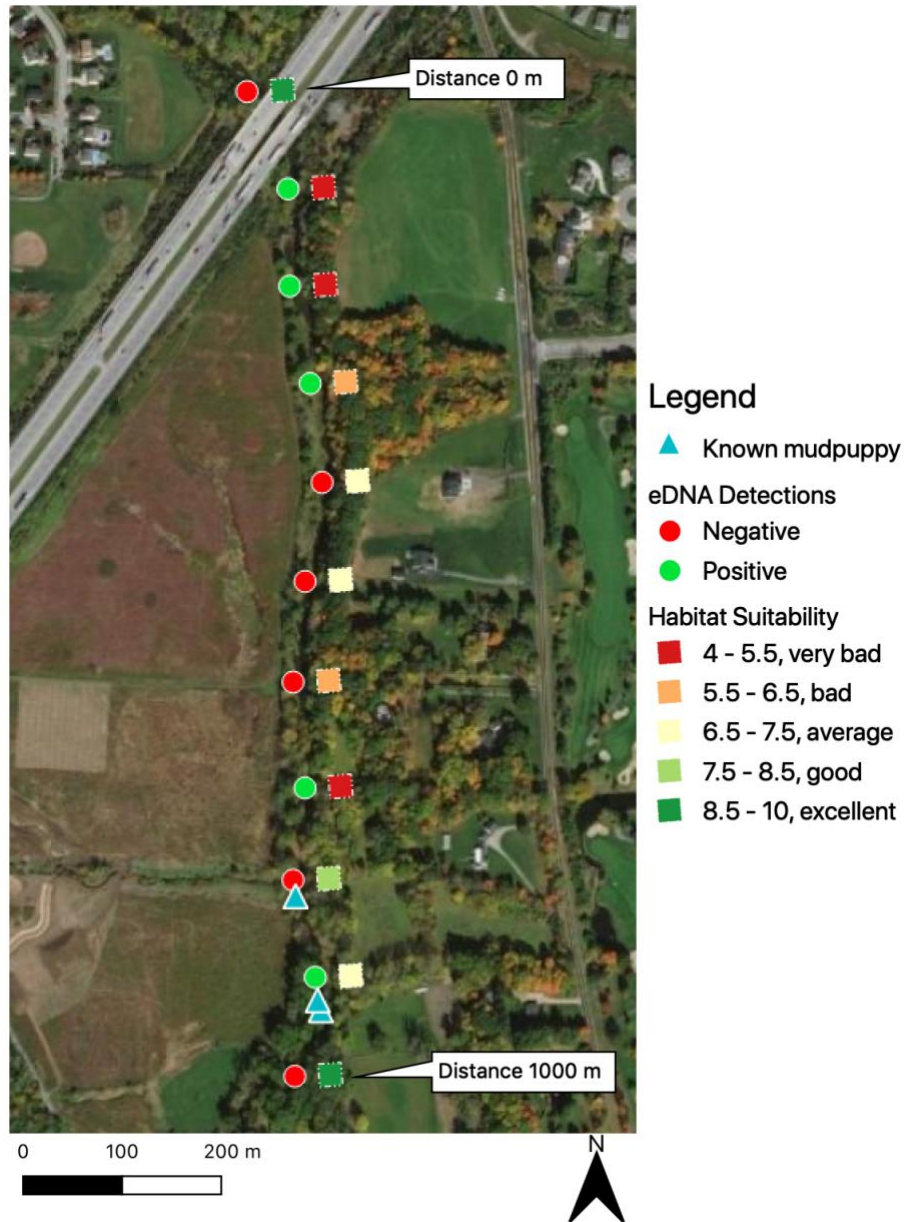 Distance 0 m
Legend
Known mudpuppy
eDNA Detections
Negative
Positive
Habitat Suitability
4 - 5.5, very bad
5.5 - 6.5, bad
6.5 - 7.5, average
7.5 - 8.5, good
8.5 - 10, excellent
Distance 1000 m
0 100 200 m
N